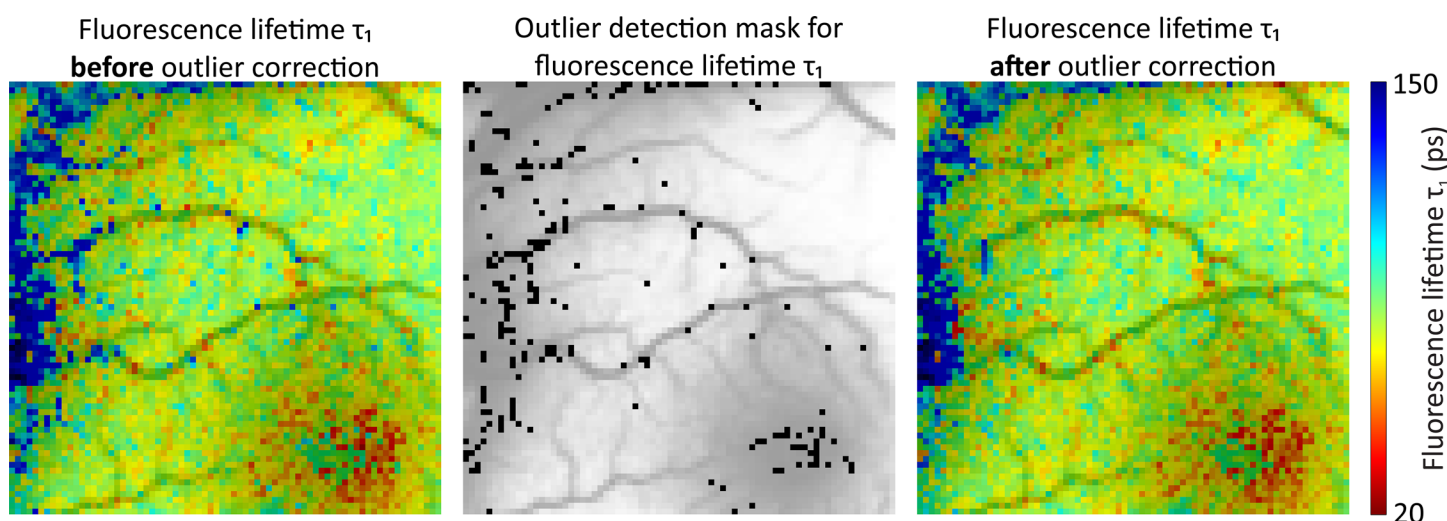 Fluorescence lifetime τ₁
before outlier correction
Outlier detection mask for
fluorescence lifetime τ₁
Fluorescence lifetime τ₁
after outlier correction
150
Fluorescence lifetime τ₁ (ps)
20